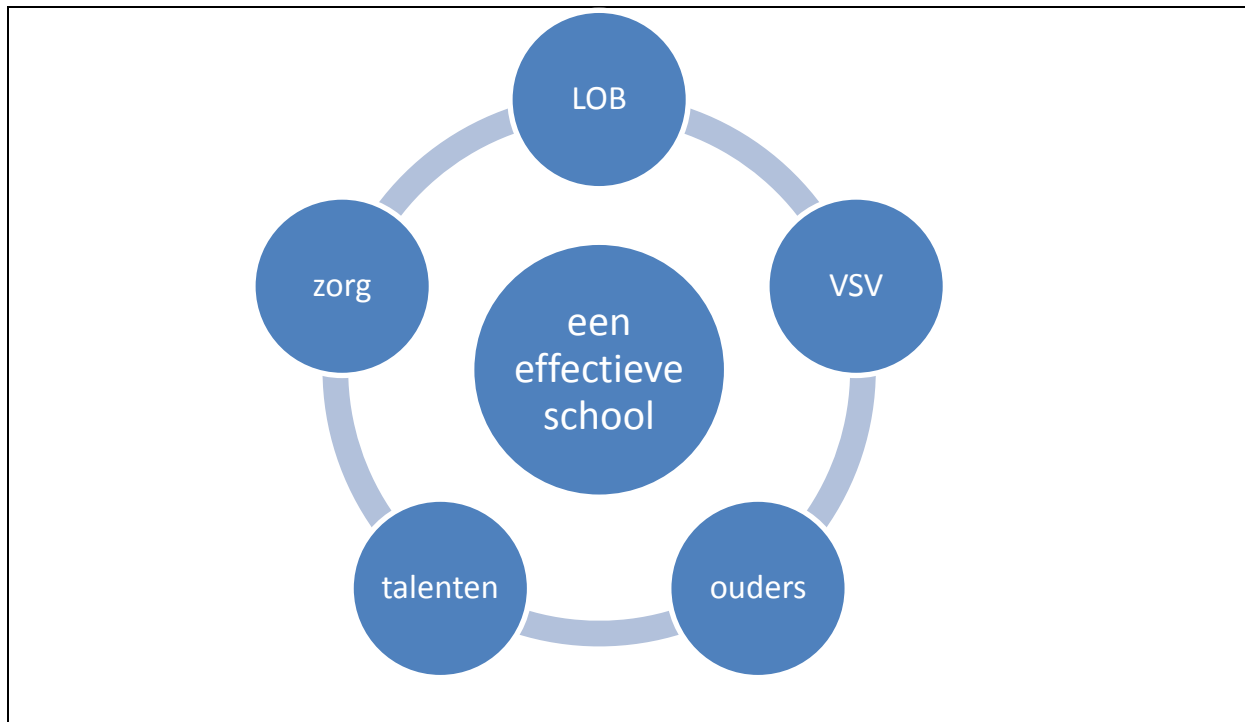 LOB
zorg
VSV
een
effectieve
school
talenten
ouders